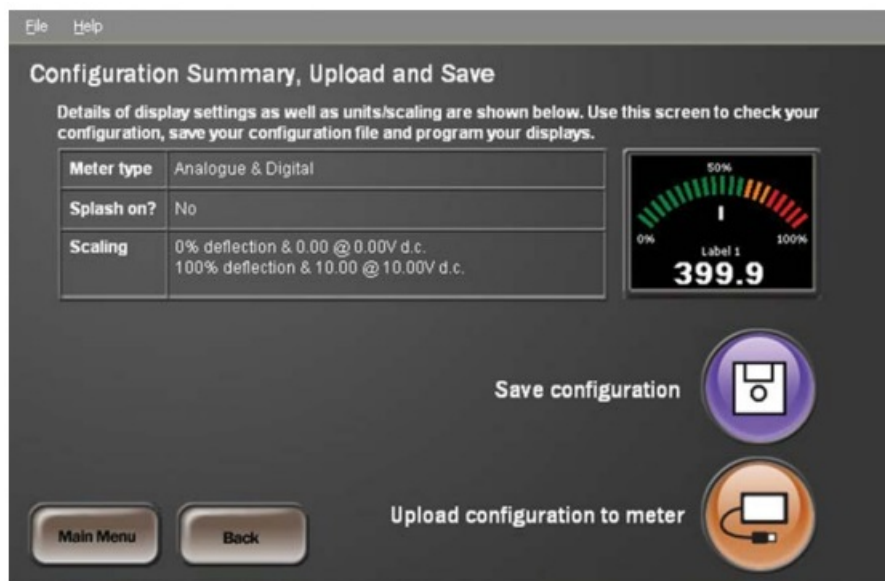 File Help
Configuration Summary, Upload and Save
Details of display settings as well as units/scaling are shown below. Use this screen to check your
configuration, save your configuration file and program your displays.
Meter type Analogue & Digital
Splash on? No
Scaling 0% deflection & 0.00 @ 0.00V d.c.
100% deflection & 10.00 @ 10.00V d.c.
50%
0% 100%
Label 1
399.9
Save configuration
Upload configuration to meter
Main Menu Back